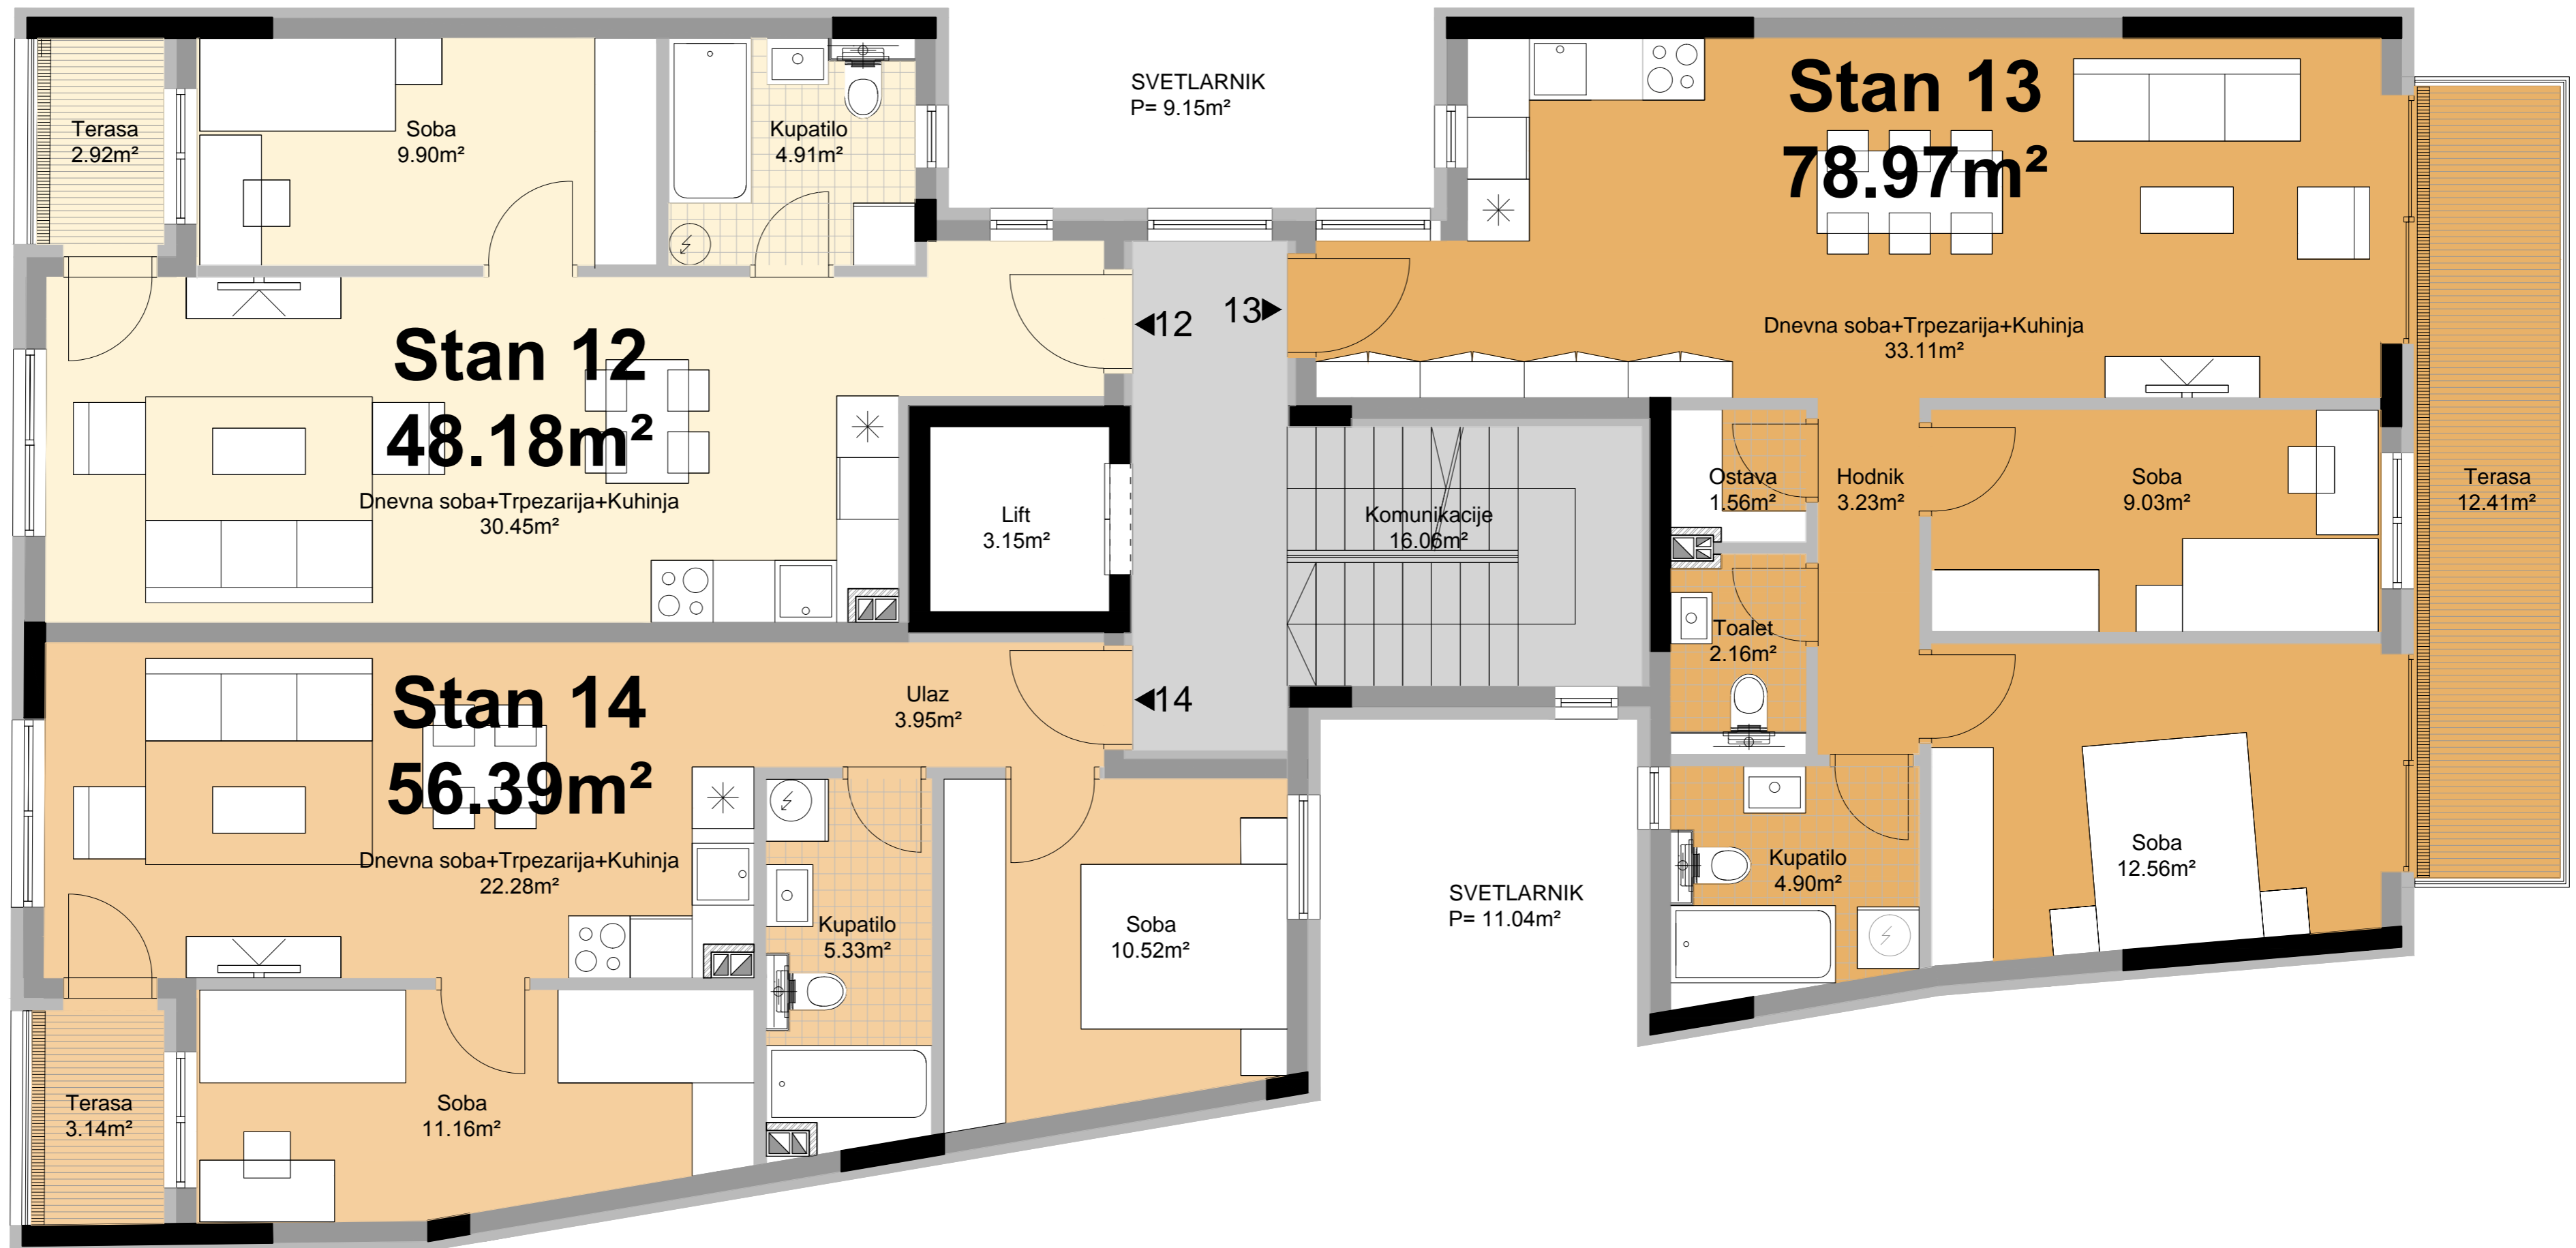 SVETLARNIK
P= 9.15m²
Stan 13
78.97m²
Terasa
2.92m²
Soba
9.90m²
Kupatilo
4.91m²
12
13
Dnevna soba+Trpezarija+Kuhinja
33.11m²
Stan 12
48.18m²
Dnevna soba+Trpezarija+Kuhinja
30.45m²
Lift
3.15m²
Komunikacije
16.06m²
Ostava
1.56m²
Hodnik
3.23m²
Soba
9.03m²
Terasa
12.41m²
Toalet
2.16m²
Stan 14
56.39m²
Ulaz
3.95m²
14
Dnevna soba+Trpezarija+Kuhinja
22.28m²
Kupatilo
5.33m²
Soba
10.52m²
SVETLARNIK
P= 11.04m²
Kupatilo
4.90m²
Soba
12.56m²
Terasa
3.14m²
Soba
11.16m²